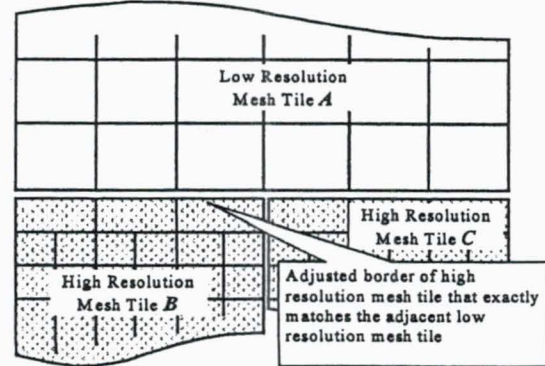 Low Resolution
Mesh Tile A
High Resolution
Mesh Tile C
High Resolution
Mesh Tile B
Adjusted border of high
resolution mesh tile that exactly
matches the adjacent low
resolution mesh tile